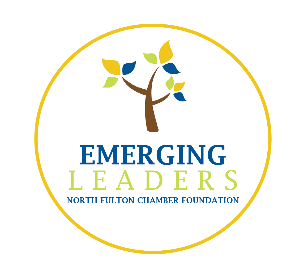 EMERGING
LEADERS
NORTH FULTON CHAMBER FOUNDATION